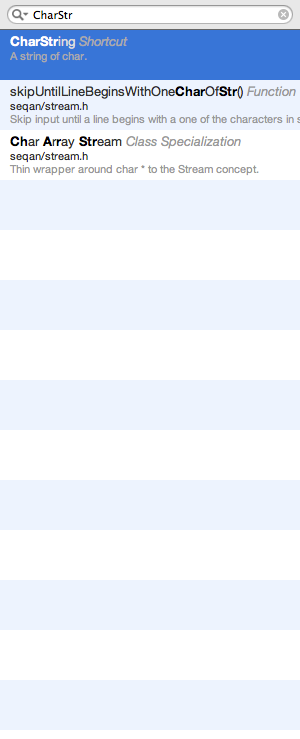 CharStr
CharString Shortcut
A string of char.
skipUntilLineBeginsWithOneCharOfStr() Function
seqan/stream.h
Skip input until a line begins with a one of the characters in s
Char Array Stream Class Specialization
seqan/stream.h
Thin wrapper around char * to the Stream concept.